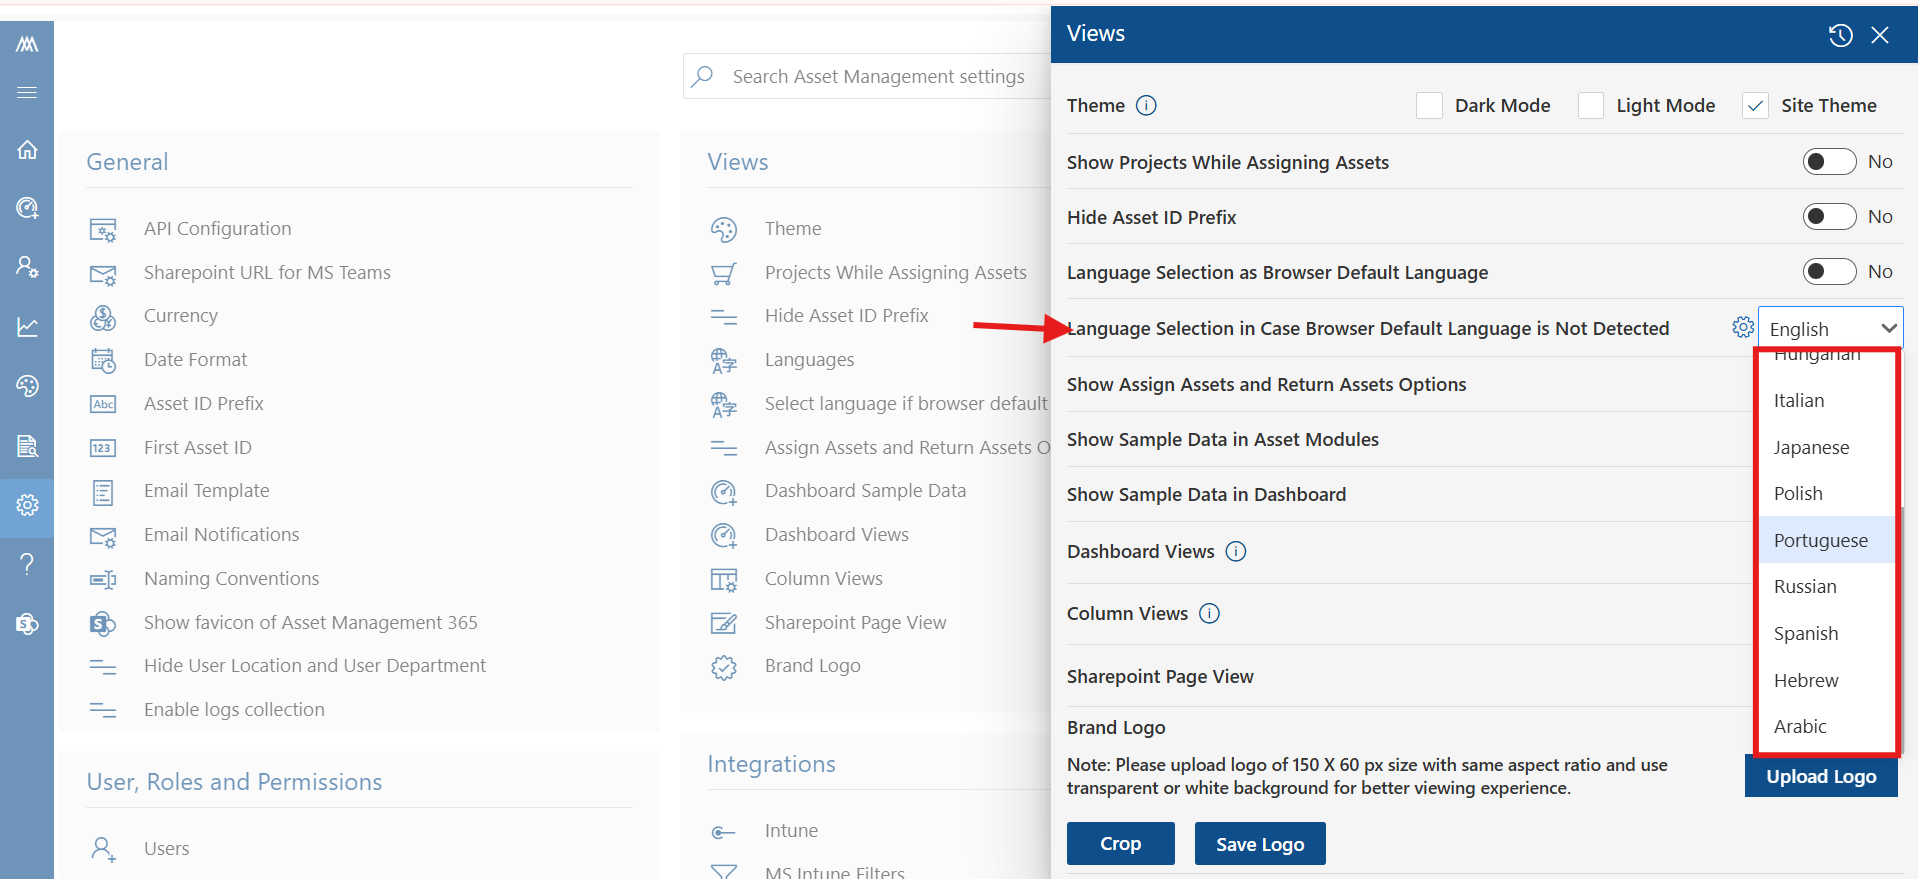 Search Asset Management settings
General
API Configuration
Sharepoint URL for MS Teams
Currency
Date Format
Abc
Asset ID Prefix
123
First Asset ID
Email Template
Email Notifications
Naming Conventions
Show favicon of Asset Management 365
Hide User Location and User Department
Enable logs collection
User, Roles and Permissions
Users
Views
Theme
Projects While Assigning Assets
Hide Asset ID Prefix
Languages
Select language if browser default
Assign Assets and Return Assets O
Dashboard Sample Data
Dashboard Views
Column Views
Sharepoint Page View
Brand Logo
Integrations
Intune
MS Intune Filters
Views
Theme
Dark Mode
Light Mode
Site Theme
Show Projects While Assigning Assets
No
Hide Asset ID Prefix
No
Language Selection as Browser Default Language
No
Language Selection in Case Browser Default Language is Not Detected
English
Hungarian
Italian
Japanese
Polish
Portuguese
Russian
Spanish
Hebrew
Arabic
Show Assign Assets and Return Assets Options
Show Sample Data in Asset Modules
Show Sample Data in Dashboard
Dashboard Views
Column Views
Sharepoint Page View
Brand Logo
Note: Please upload logo of 150 X 60 px size with same aspect ratio and use
transparent or white background for better viewing experience.
Upload Logo
Crop
Save Logo